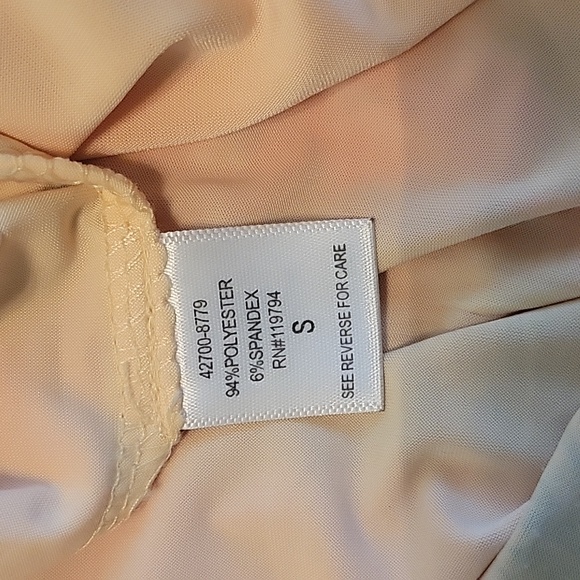 42700-8779
94%POLYESTER
6%SPANDEX
RN#119794
S
SEE REVERSE FOR CARE